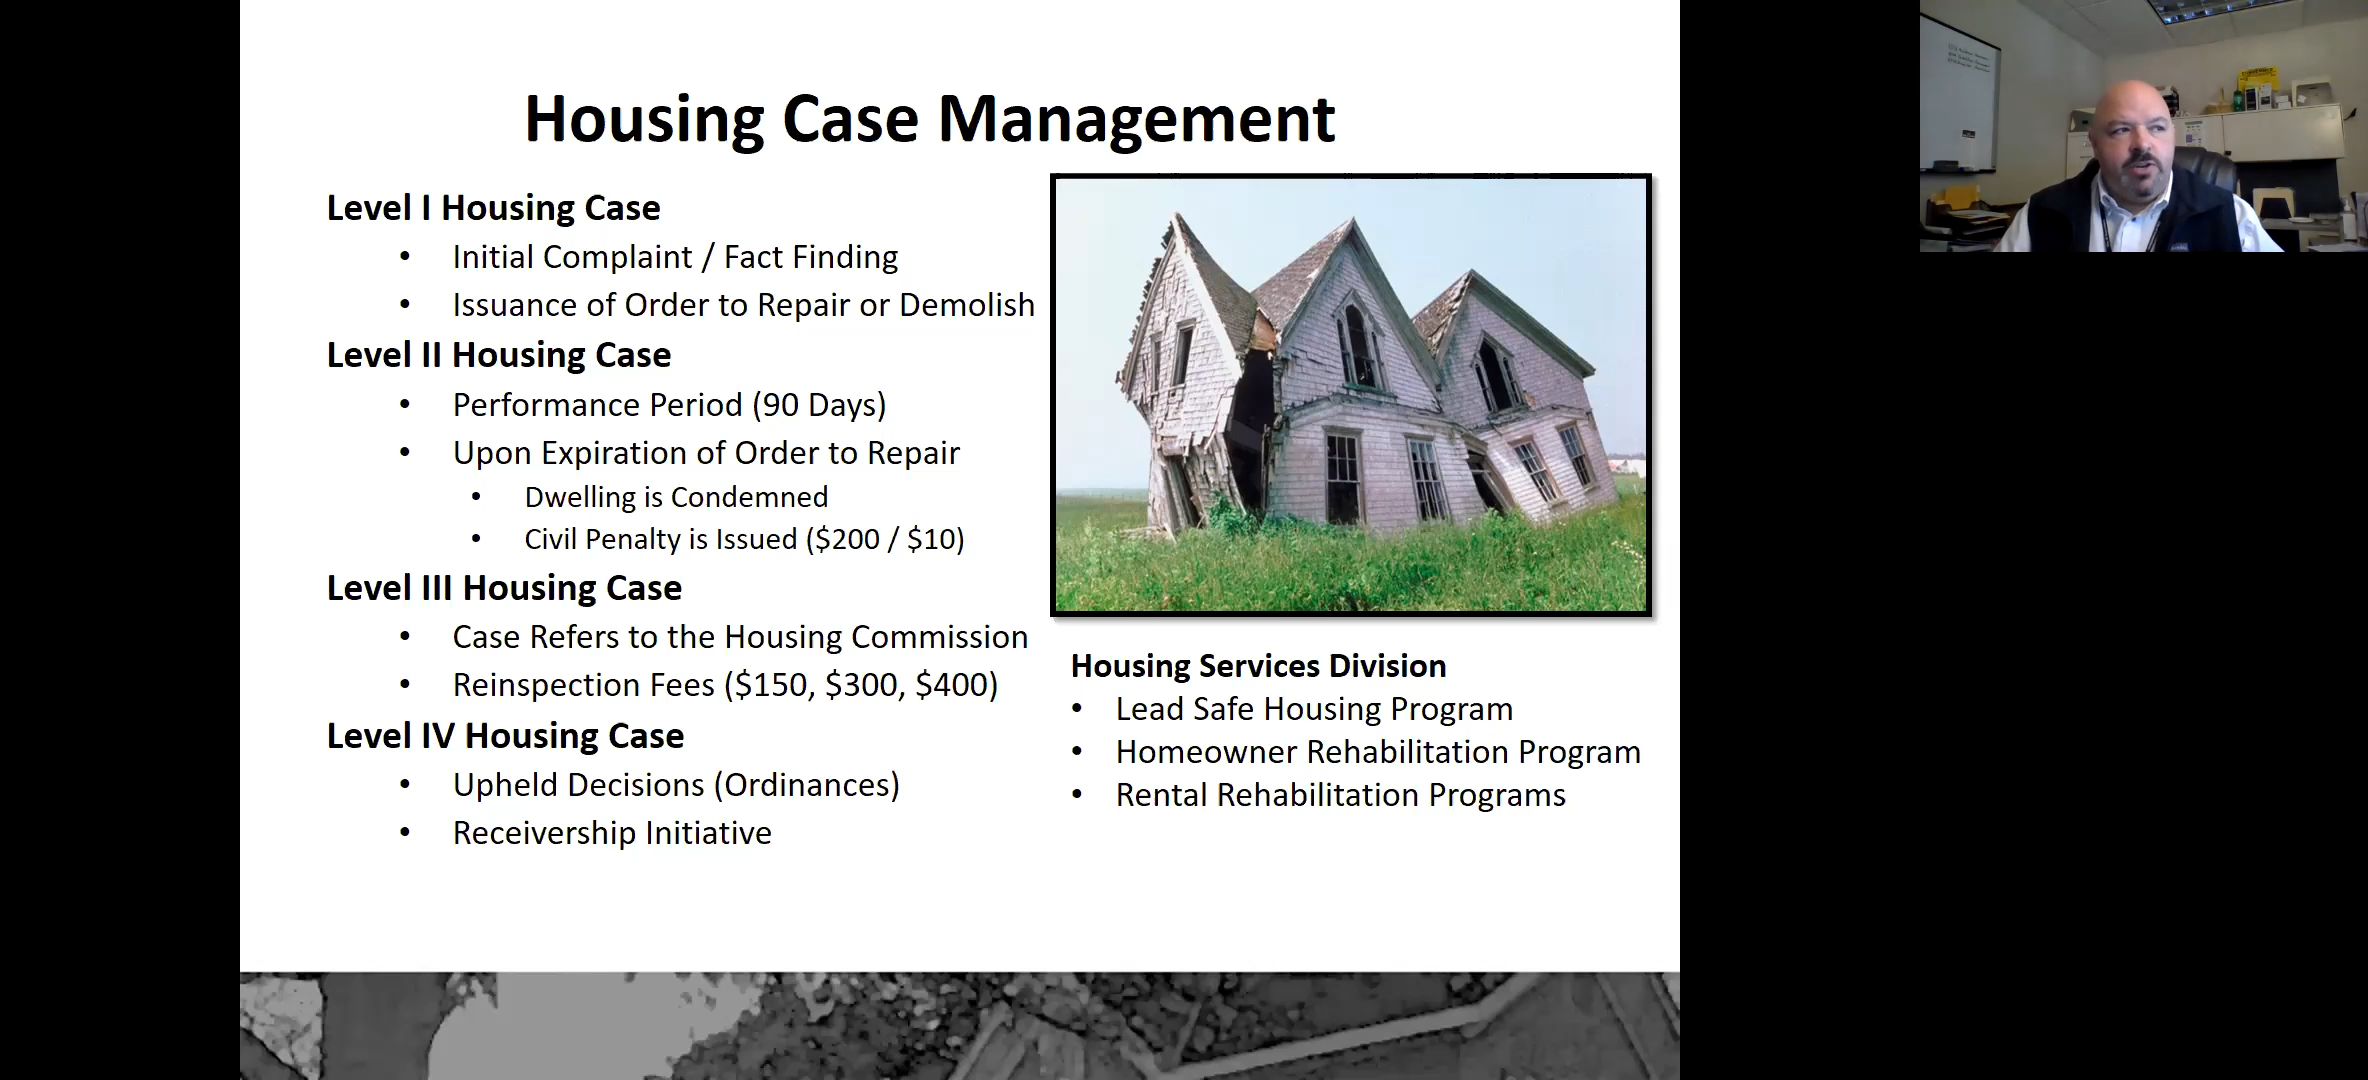 Housing Case Management
Level I Housing Case
• Initial Complaint / Fact Finding
• Issuance of Order to Repair or Demolish
Level II Housing Case
• Performance Period (90 Days)
• Upon Expiration of Order to Repair
• Dwelling is Condemned
• Civil Penalty is Issued ($200 / $10)
Level III Housing Case
• Case Refers to the Housing Commission
• Reinspection Fees ($150, $300, $400)
Level IV Housing Case
• Upheld Decisions (Ordinances)
• Receivership Initiative
Housing Services Division
• Lead Safe Housing Program
• Homeowner Rehabilitation Program
• Rental Rehabilitation Programs